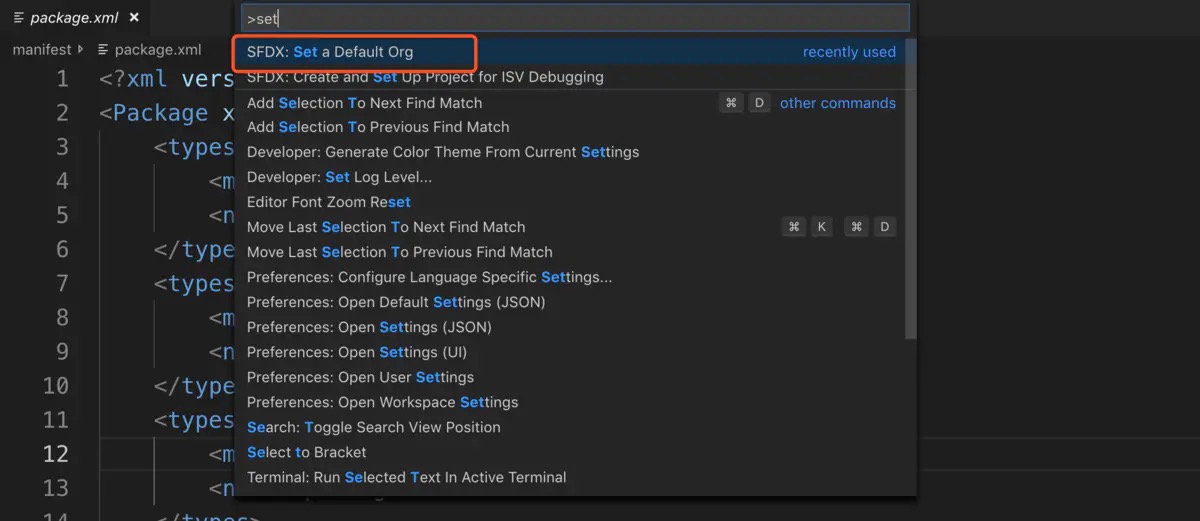 package.xml ×
>set
manifest package.xml
SFDX: Set a Default Org recently used
SFDX: Create and Set Up Project for ISV Debugging
Add Selection To Next Find Match ⌘ D other commands
Add Selection To Previous Find Match
Developer: Generate Color Theme From Current Settings
Developer: Set Log Level...
Editor Font Zoom Reset
Move Last Selection To Next Find Match ⌘ K ⌘ D
Move Last Selection To Previous Find Match
Preferences: Configure Language Specific Settings...
Preferences: Open Default Settings (JSON)
Preferences: Open Settings (JSON)
Preferences: Open Settings (UI)
Preferences: Open User Settings
Preferences: Open Workspace Settings
Search: Toggle Search View Position
Select to Bracket
Terminal: Run Selected Text In Active Terminal
1 <?xml vers
2 <Package x
3 <types
4 <m
5 <n
6 </type
7 <types
8 <m
9 <n
10 </type
11 <types
12 <m
13 <n
14 </types>